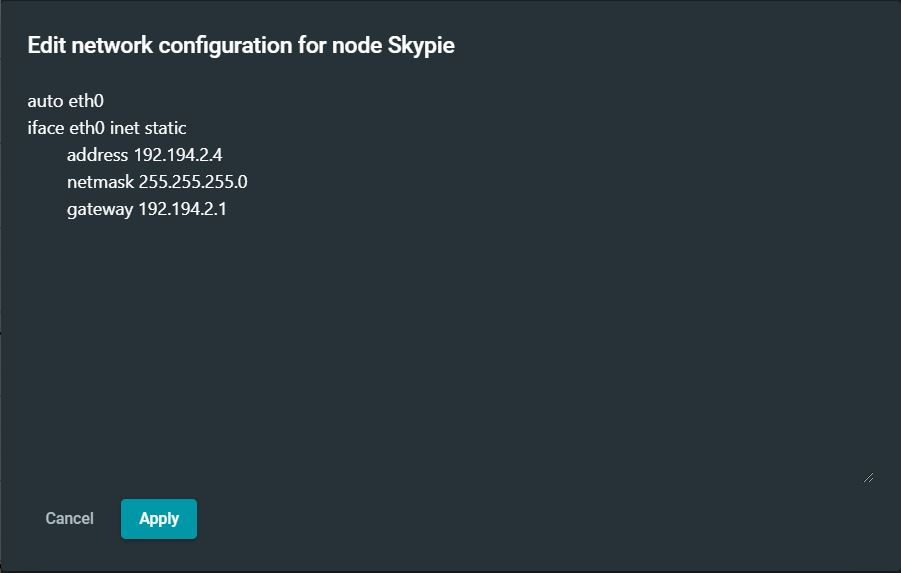 Edit network configuration for node Skypie
auto eth0
iface eth0 inet static
address 192.194.2.4
netmask 255.255.255.0
gateway 192.194.2.1
Cancel
Apply